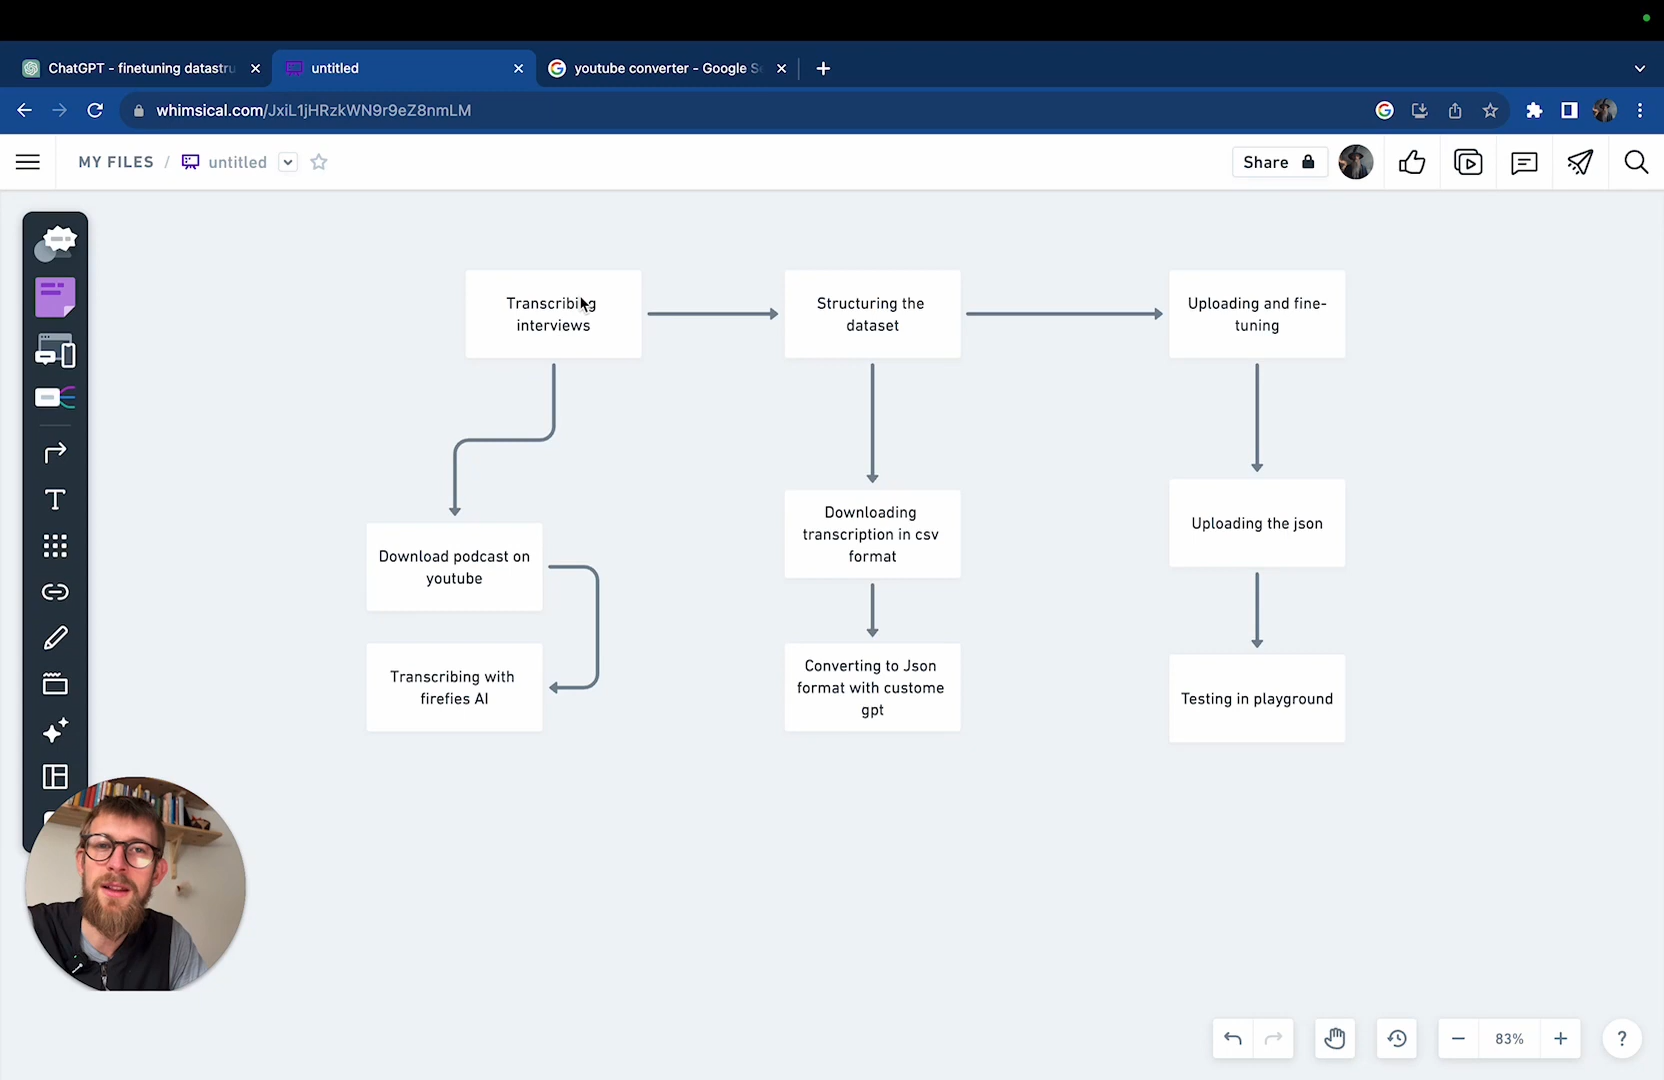 ChatGPT - finetuning datastru
untitled
youtube converter - Google S
whimsical.com/JxiL1jHRzkWN9r9eZ8nmLM
MY FILES / untitled
Share
Transcribing
interviews
Structuring the
dataset
Uploading and fine-
tuning
Download podcast on
youtube
Transcribing with
firefies AI
Downloading
transcription in csv
format
Converting to Json
format with custome
gpt
Uploading the json
Testing in playground
83%
?